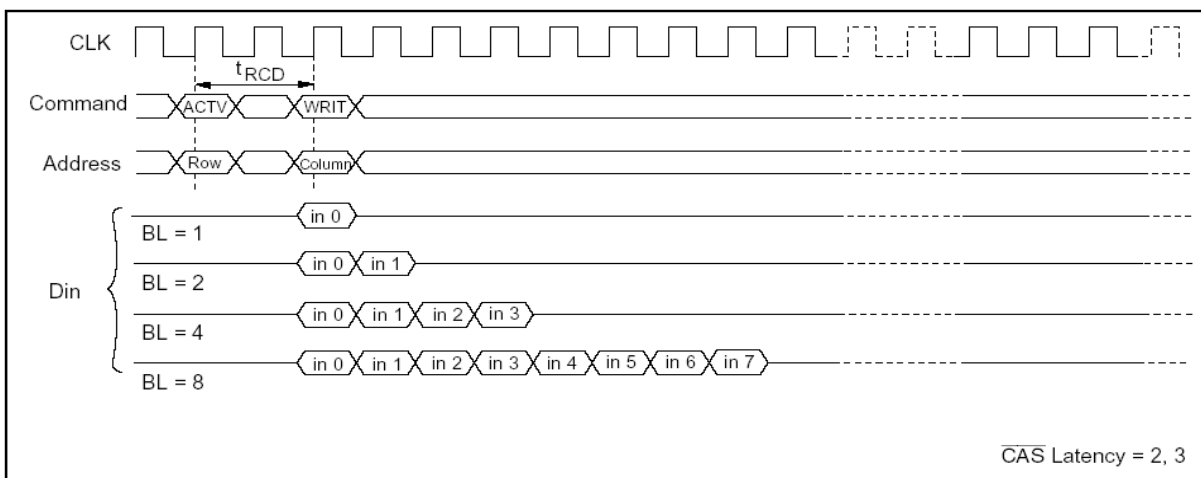 CLK
tRCD
Command ACTV WRIT
Address Row Column
in 0
BL = 1
in 0 in 1
BL = 2
Din
in 0 in 1 in 2 in 3
BL = 4
in 0 in 1 in 2 in 3 in 4 in 5 in 6 in 7
BL = 8
CAS Latency = 2, 3